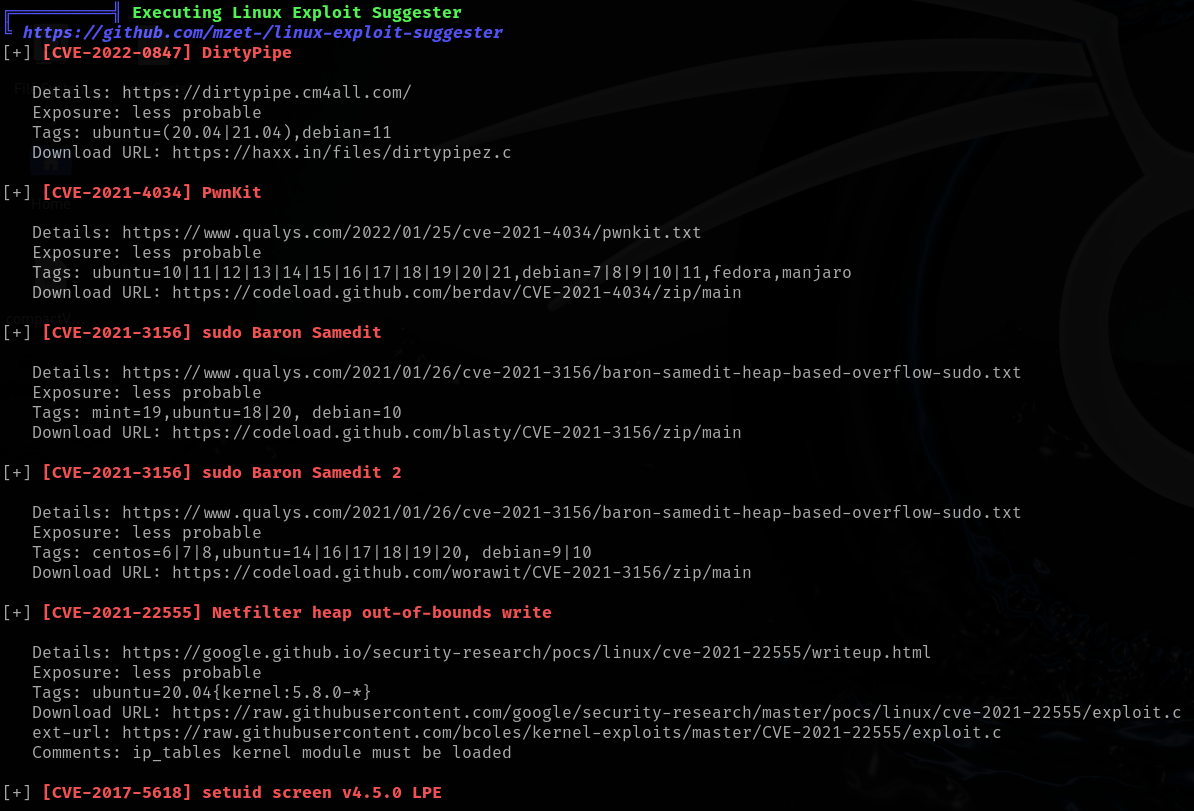 Executing Linux Exploit Suggester
https://github.com/mzet-/linux-exploit-suggester
[+] [CVE-2022-0847] DirtyPipe
Details: https://dirtypipe.cm4all.com/
Exposure: less probable
Tags: ubuntu=(20.04|21.04),debian=11
Download URL: https://haxx.in/files/dirtypipez.c
[+] [CVE-2021-4034] PwnKit
Details: https://www.qualys.com/2022/01/25/cve-2021-4034/pwnkit.txt
Exposure: less probable
Tags: ubuntu=10|11|12|13|14|15|16|17|18|19|20|21,debian=7|8|9|10|11,fedora,manjaro
Download URL: https://codeload.github.com/berdav/CVE-2021-4034/zip/main
[+] [CVE-2021-3156] sudo Baron Samedit
Details: https://www.qualys.com/2021/01/26/cve-2021-3156/baron-samedit-heap-based-overflow-sudo.txt
Exposure: less probable
Tags: mint=19,ubuntu=18|20, debian=10
Download URL: https://codeload.github.com/blasty/CVE-2021-3156/zip/main
[+] [CVE-2021-3156] sudo Baron Samedit 2
Details: https://www.qualys.com/2021/01/26/cve-2021-3156/baron-samedit-heap-based-overflow-sudo.txt
Exposure: less probable
Tags: centos=6|7|8,ubuntu=14|16|17|18|19|20, debian=9|10
Download URL: https://codeload.github.com/worawit/CVE-2021-3156/zip/main
[+] [CVE-2021-22555] Netfilter heap out-of-bounds write
Details: https://google.github.io/security-research/pocs/linux/cve-2021-22555/writeup.html
Exposure: less probable
Tags: ubuntu=20.04{kernel:5.8.0-*}
Download URL: https://raw.githubusercontent.com/google/security-research/master/pocs/linux/cve-2021-22555/exploit.c
ext-url: https://raw.githubusercontent.com/bcoles/kernel-exploits/master/CVE-2021-22555/exploit.c
Comments: ip_tables kernel module must be loaded
[+] [CVE-2017-5618] setuid screen v4.5.0 LPE